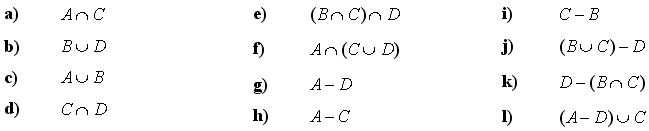 a) A ∩ C
b) B ∪ D
c) A ∪ B
d) C ∩ D
e) (B ∩ C) ∩ D
f) A ∩ (C ∪ D)
g) A − D
h) A − C
i) C − B
j) (B ∪ C) − D
k) D − (B ∩ C)
l) (A − D) ∪ C